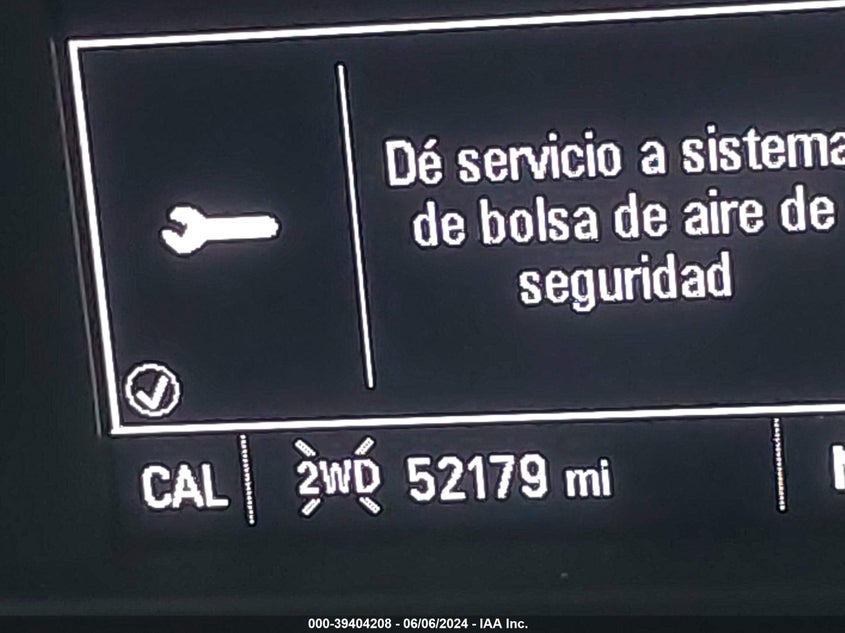 Dé servicio a sistema
de bolsa de aire de
seguridad
CAL 2WD 52179 mi
000-39404208 - 06/06/2024 - IAA Inc.